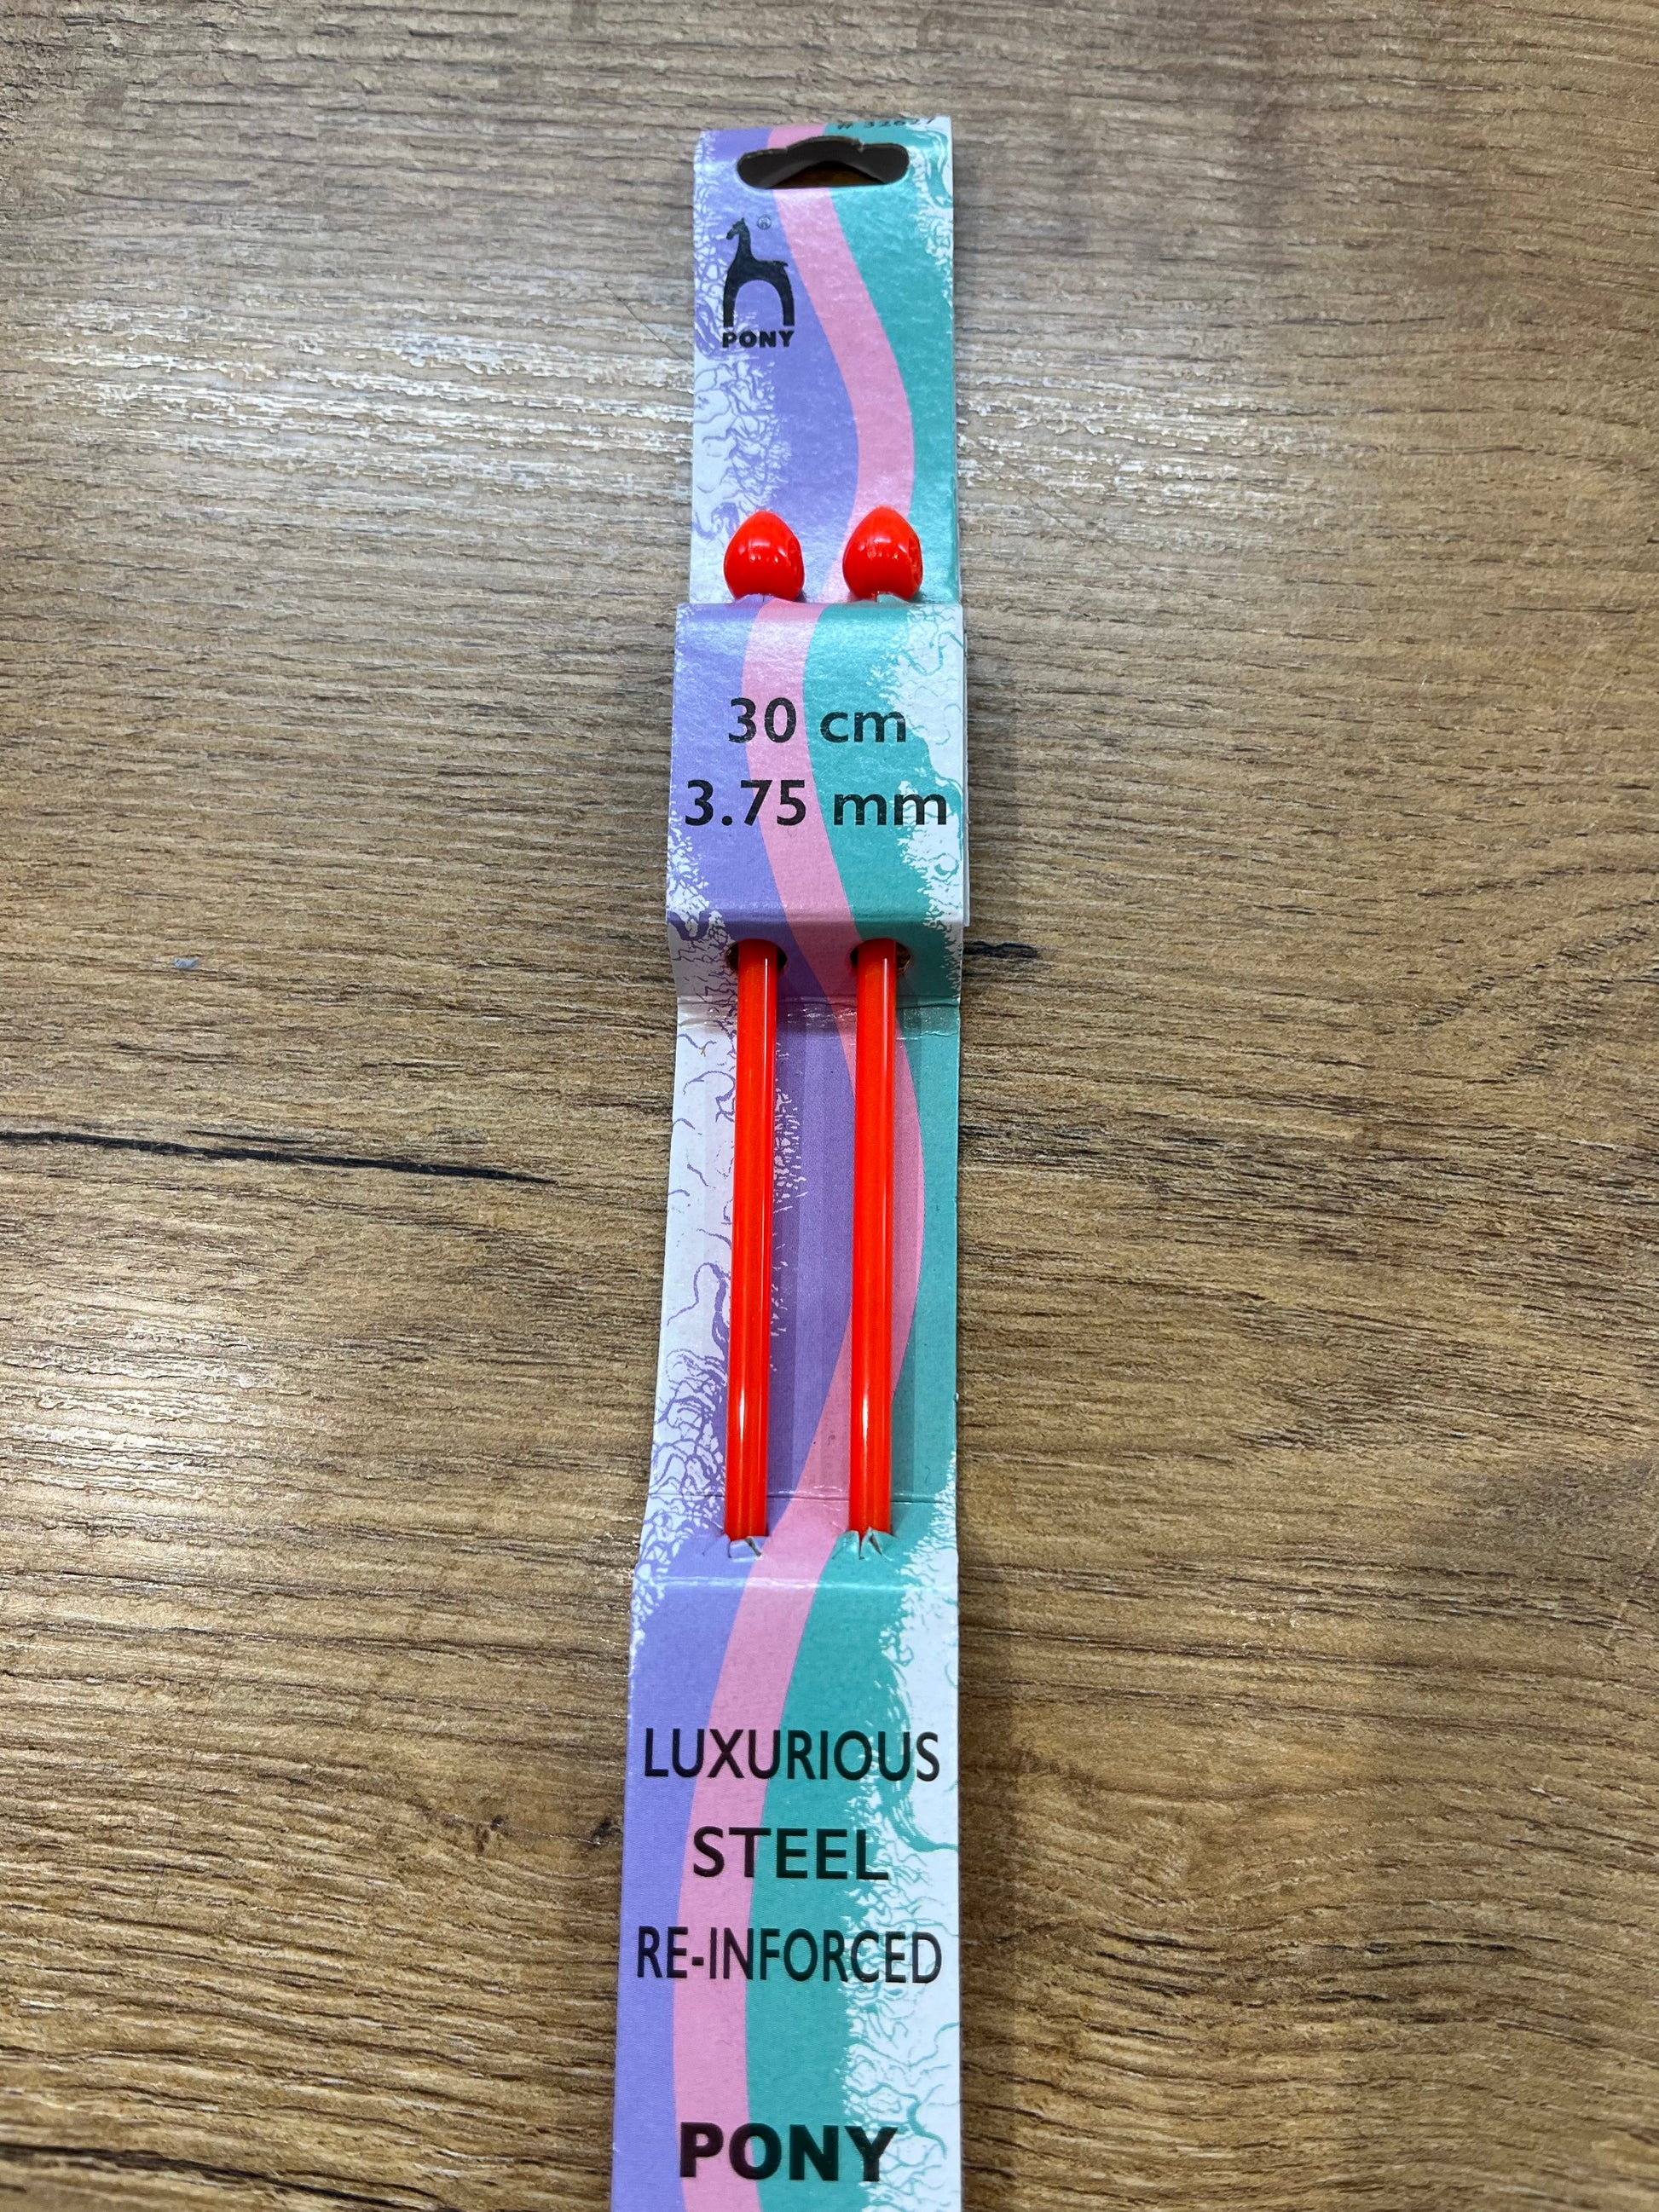 ®
PONY
30 cm
3.75 mm
LUXURIOUS
STEEL
RE-INFORCED
PONY